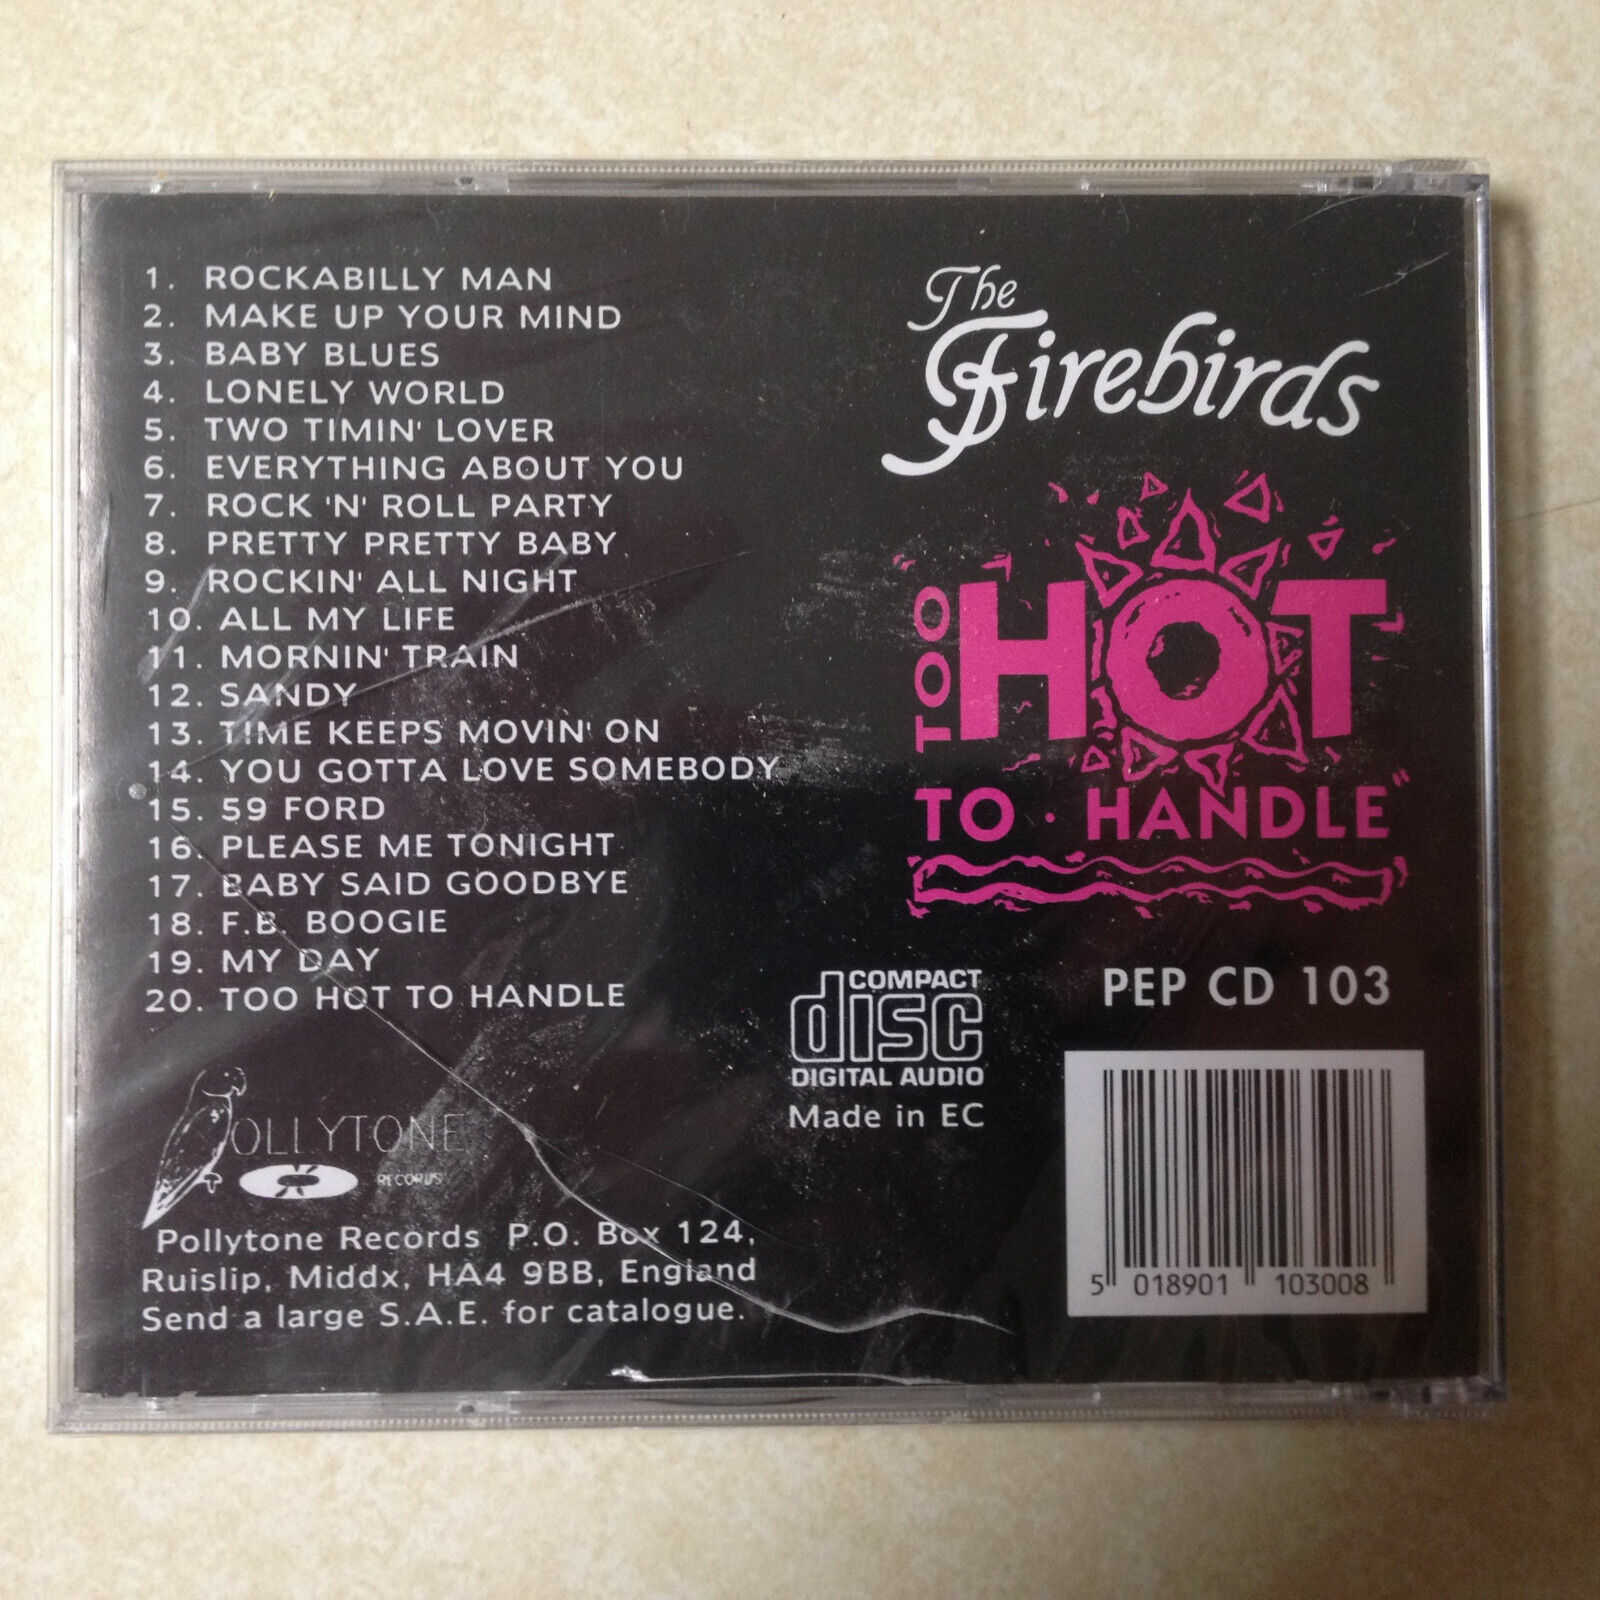 1. ROCKABILLY MAN
2. MAKE UP YOUR MIND
3. BABY BLUES
4. LONELY WORLD
5. TWO TIMIN' LOVER
6. EVERYTHING ABOUT YOU
7. ROCK 'N' ROLL PARTY
8. PRETTY PRETTY BABY
9. ROCKIN' ALL NIGHT
10. ALL MY LIFE
11. MORNIN' TRAIN
12. SANDY
13. TIME KEEPS MOVIN' ON
14. YOU GOTTA LOVE SOMEBODY
15. 59 FORD
16. PLEASE ME TONIGHT
17. BABY SAID GOODBYE
18. F.B. BOOGIE
19. MY DAY
20. TOO HOT TO HANDLE
The
Firebirds
"TOO HOT
TO · HANDLE"
COMPACT
disc
DIGITAL AUDIO
Made in EC
PEP CD 103
5 018901 103008
POLLYTONE
RECORDS
Pollytone Records P.O. Box 124,
Ruislip, Middx, HA4 9BB, England
Send a large S.A.E. for catalogue.